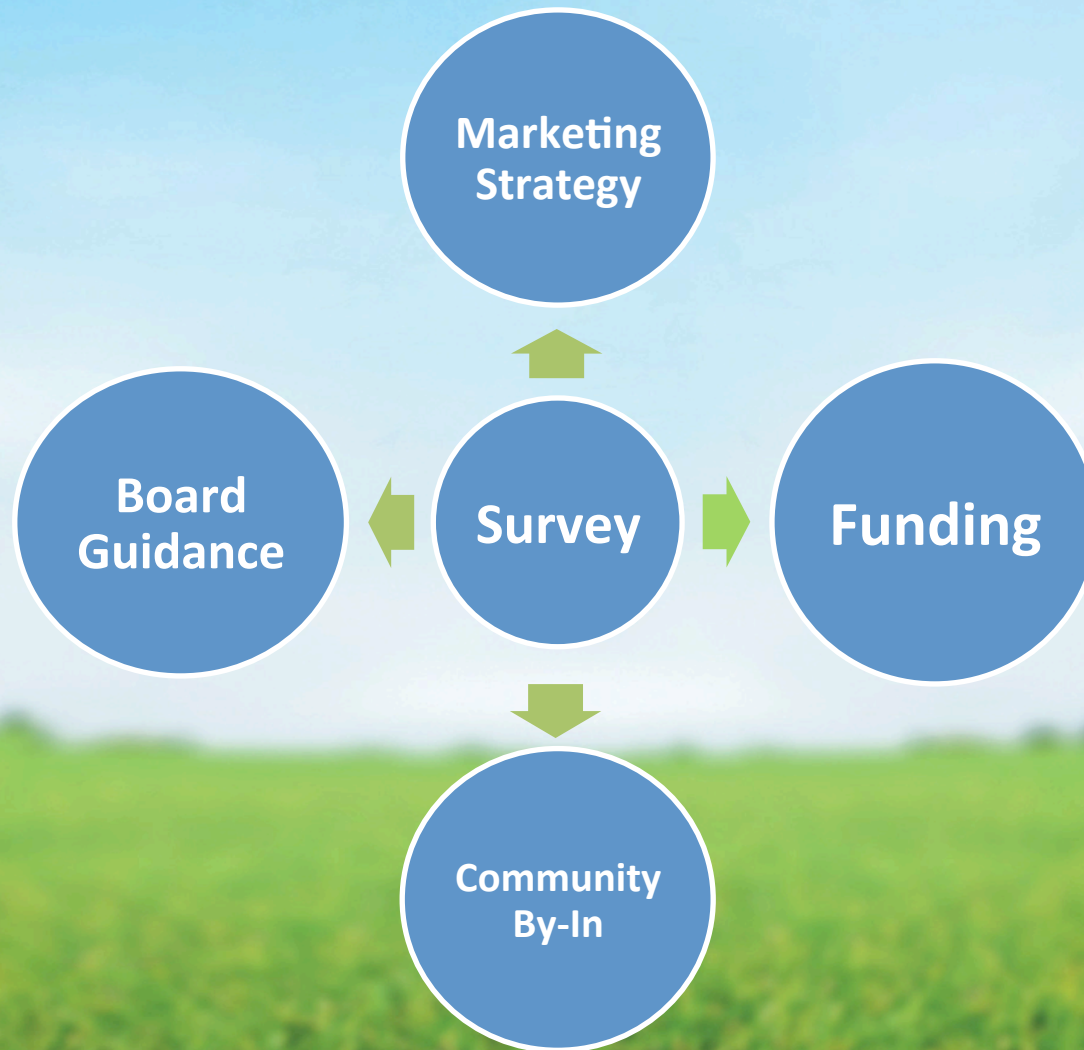 Marketing
Strategy
Board
Guidance
Survey
Funding
Community
By-In